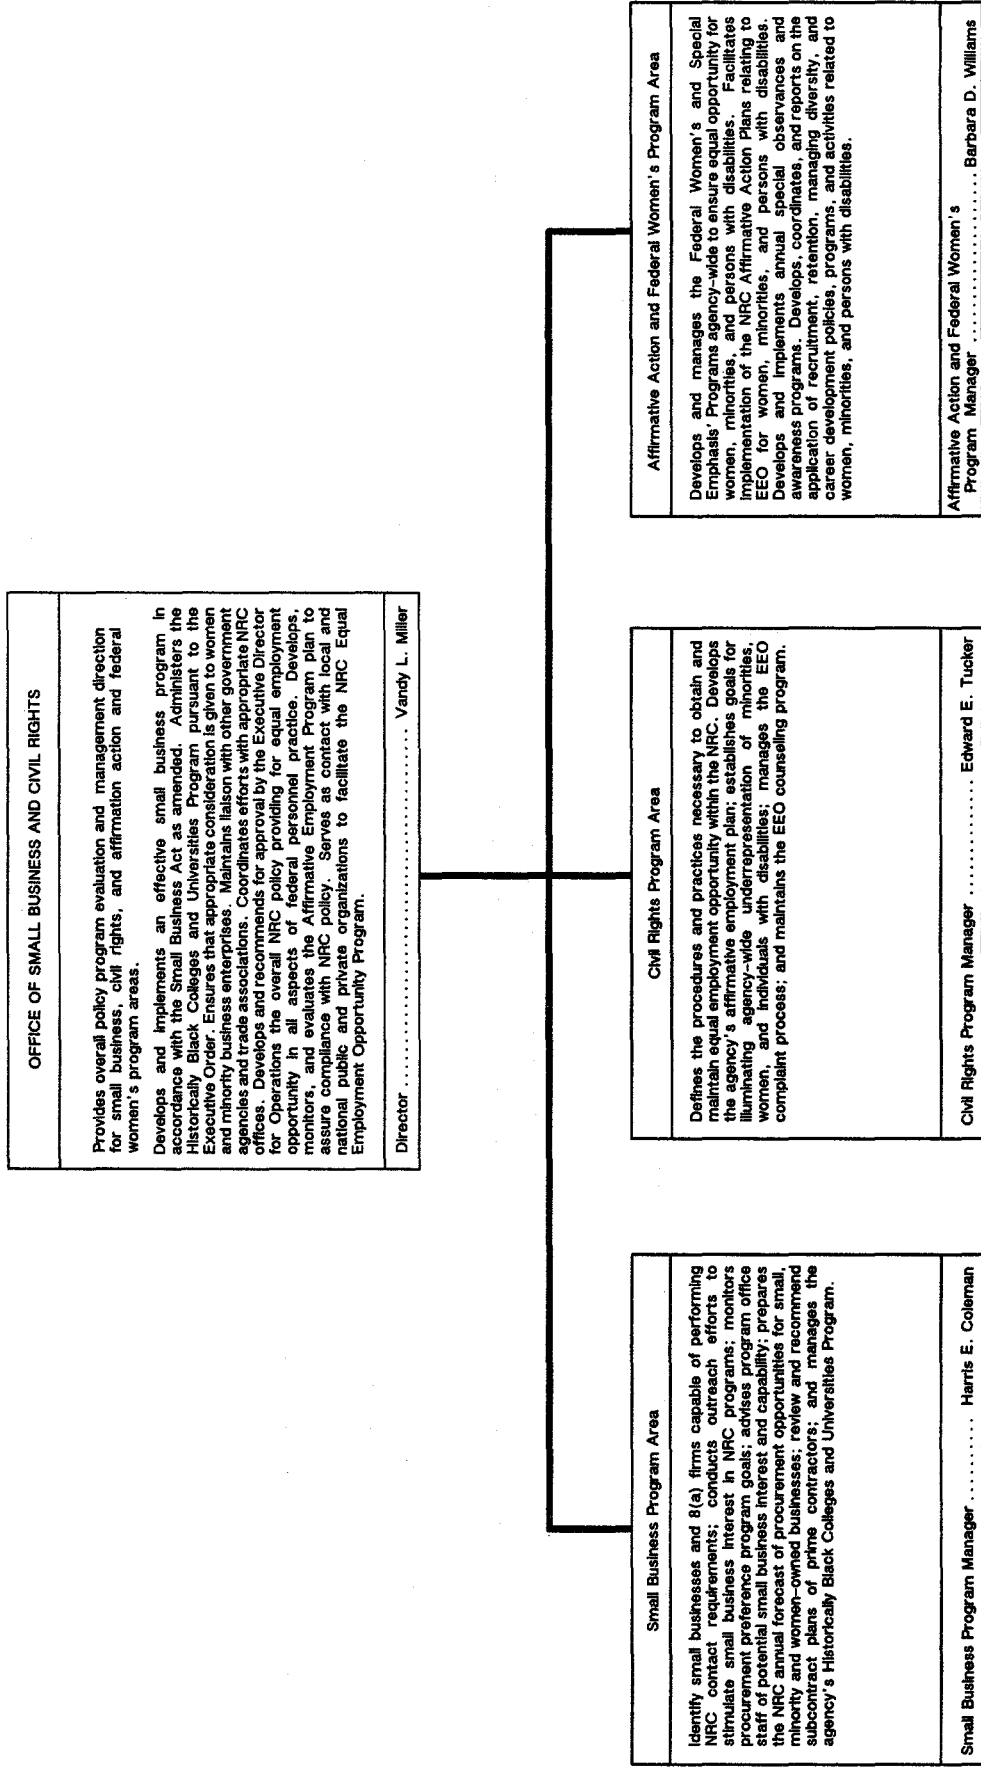 OFFICE OF SMALL BUSINESS AND CIVIL RIGHTS
Provides overall policy program evaluation and management direction
for small business, civil rights, and affirmation action and federal
women's program areas.
Develops and implements an effective small business program in
accordance with the Small Business Act as amended. Administers the
Historically Black Colleges and Universities Program pursuant to the
Executive Order. Ensures that appropriate consideration is given to women
and minority business enterprises. Maintains liaison with other government
agencies and trade associations. Coordinates efforts with appropriate NRC
offices. Develops and recommends for approval by the Executive Director
for Operations the overall NRC policy providing for equal employment
opportunity in all aspects of federal personnel practice. Develops,
monitors, and evaluates the Affirmative Employment Program plan to
assure compliance with NRC policy. Serves as contact with local and
national public and private organizations to facilitate the NRC Equal
Employment Opportunity Program.
Director ........................................ Vandy L. Miller
Small Business Program Area
Identify small businesses and 8(a) firms capable of performing
NRC contact requirements; conducts outreach efforts to
stimulate small business interest in NRC programs; monitors
procurement preference program goals; advises program office
staff of potential small business interest and capability; prepares
the NRC annual forecast of procurement opportunities for small,
minority and women-owned businesses; review and recommend
subcontract plans of prime contractors; and manages the
agency's Historically Black Colleges and Universities Program.
Small Business Program Manager ......... Harris E. Coleman
Civil Rights Program Area
Defines the procedures and practices necessary to obtain and
maintain equal employment opportunity within the NRC. Develops
the agency's affirmative employment plan; establishes goals for
illuminating agency-wide underrepresentation of minorities,
women, and individuals with disabilities; manages the EEO
complaint process; and maintains the EEO counseling program.
Civil Rights Program Manager ............ Edward E. Tucker
Affirmative Action and Federal Women's Program Area
Develops and manages the Federal Women's and Special
Emphasis' Programs agency-wide to ensure equal opportunity for
women, minorities, and persons with disabilities. Facilitates
implementation of the NRC Affirmative Action Plans relating to
EEO for women, minorities, and persons with disabilities.
Develops and implements annual special observances and
awareness programs. Develops, coordinates, and reports on the
application of recruitment, retention, managing diversity, and
career development policies, programs, and activities related to
women, minorities, and persons with disabilities.
Affirmative Action and Federal Women's
Program Manager .................. Barbara D. Williams